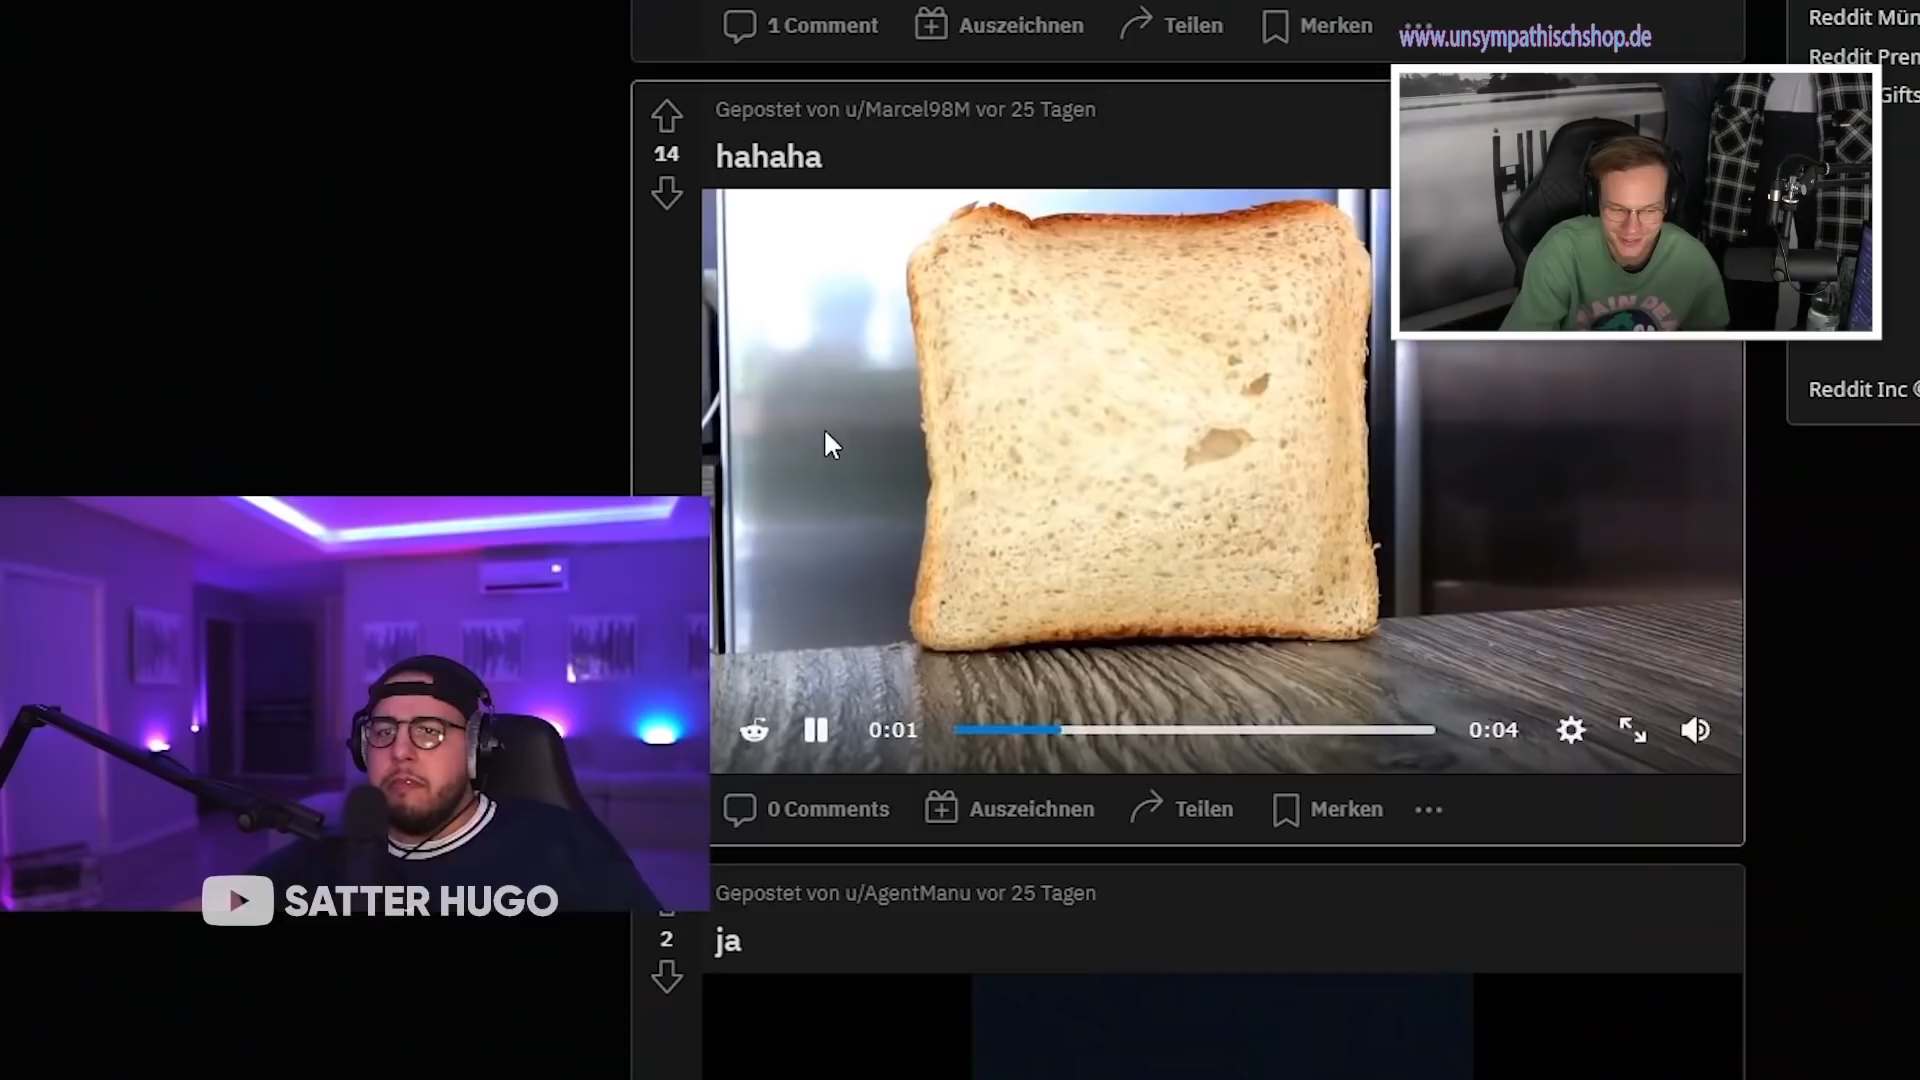 1 Comment
Auszeichnen
Teilen
Merken
www.unsympathischshop.de
Reddit Mün
Reddit Prem
Gifts
Gepostet von u/Marcel98M vor 25 Tagen
14
hahaha
Reddit Inc ©
0:01
0:04
0 Comments
Auszeichnen
Teilen
Merken
SATTER HUGO
Gepostet von u/AgentManu vor 25 Tagen
2
ja